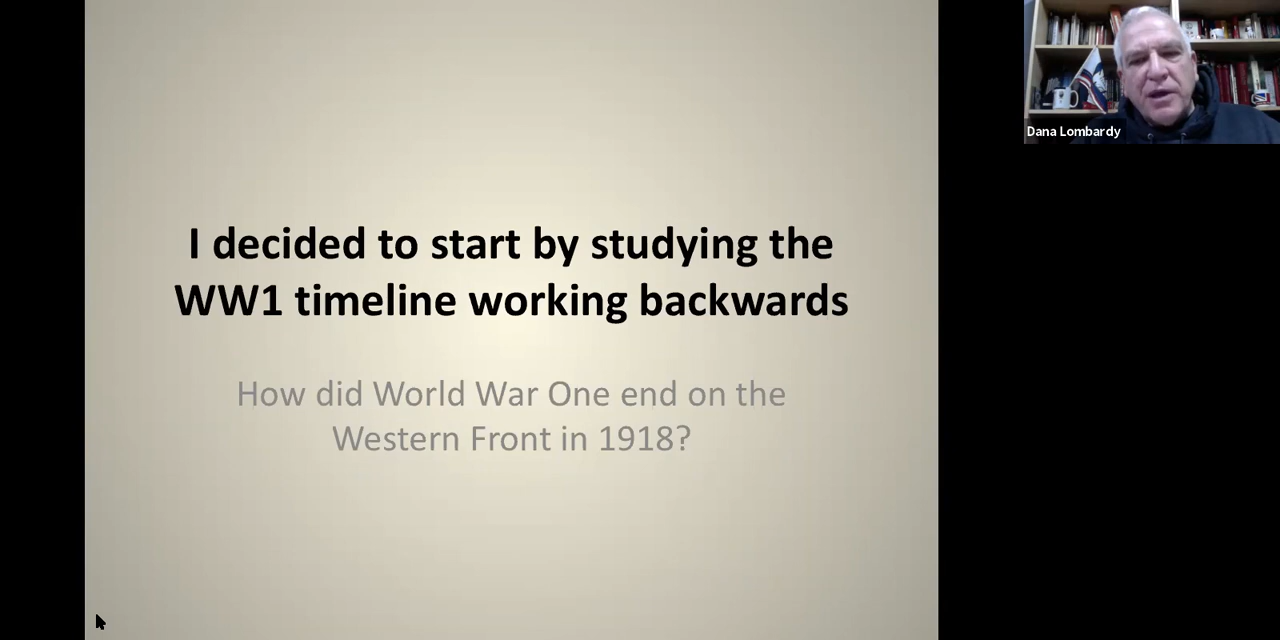 I decided to start by studying the
WW1 timeline working backwards
How did World War One end on the
Western Front in 1918?
Dana Lombardy